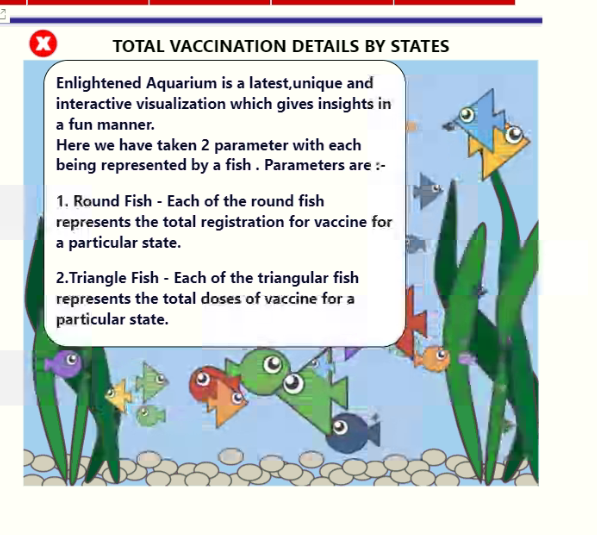 TOTAL VACCINATION DETAILS BY STATES
Enlightened Aquarium is a latest,unique and
interactive visualization which gives insights in
a fun manner.
Here we have taken 2 parameter with each
being represented by a fish . Parameters are :-
1. Round Fish - Each of the round fish
represents the total registration for vaccine for
a particular state.
2.Triangle Fish - Each of the triangular fish
represents the total doses of vaccine for a
particular state.